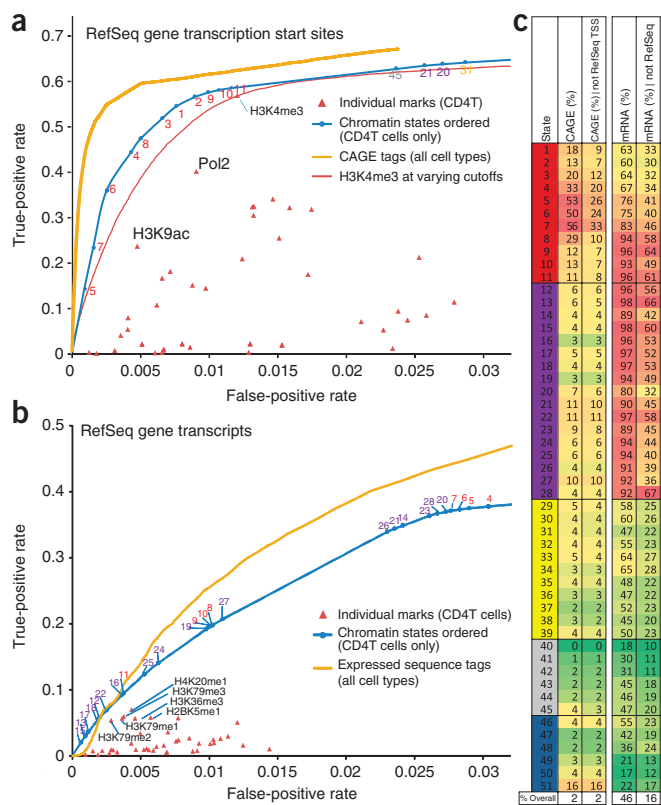 a
RefSeq gene transcription start sites
True-positive rate
0.7
0.6
0.5
0.4
0.3
0.2
0.1
0
45
21
20
31
2
9
10
11
1
3
8
4
6
7
5
H3K4me3
Pol2
H3K9ac
Individual marks (CD4T)
Chromatin states ordered
(CD4T cells only)
CAGE tags (all cell types)
H3K4me3 at varying cutoffs
0 0.005 0.01 0.015 0.02 0.025 0.03
False-positive rate
b
RefSeq gene transcripts
True-positive rate
0.5
0.4
0.3
0.2
0.1
0
28
20
7
6
5
4
23
26
21
14
27
8
10
9
19
24
25
11
16
22
H4K20me1
H3K79me3
H3K36me3
H2BK5me1
H3K79me1
H3K79me2
Individual marks (CD4T cells)
Chromatin states ordered
(CD4T cells only)
Expressed sequence tags
(all cell types)
0 0.005 0.01 0.015 0.02 0.025 0.03
False-positive rate
c
State CAGE (%) CAGE (%)| not RefSeq TSS mRNA (%) mRNA (%)| not RefSeq
1 18 9 63 33
2 13 7 60 30
3 20 12 64 32
4 33 20 67 34
5 53 26 76 41
6 50 24 75 40
7 56 33 83 46
8 29 10 94 58
9 12 7 96 64
10 13 7 93 49
11 11 8 96 61
12 6 6 96 56
13 6 5 98 66
14 4 4 89 42
15 4 4 98 60
16 3 3 96 53
17 5 5 97 53
18 4 4 97 52
19 3 3 94 49
20 7 6 80 32
21 11 10 90 45
22 11 11 97 58
23 9 8 89 45
24 6 6 94 44
25 6 6 94 40
26 4 4 91 39
27 10 10 92 36
28 4 4 92 67
29 5 4 58 25
30 4 4 60 26
31 4 4 47 22
32 4 4 55 23
33 5 4 64 27
34 3 3 65 28
35 4 4 48 22
36 3 3 47 22
37 2 2 52 23
38 3 2 45 20
39 4 4 50 23
40 0 0 18 10
41 1 1 30 11
42 2 2 31 11
43 2 2 45 18
44 2 2 46 19
45 4 3 47 20
46 4 4 55 23
47 2 2 42 19
48 2 2 36 24
49 3 3 21 13
50 4 4 17 12
51 16 16 22 17
% Overall 2 2 46 16